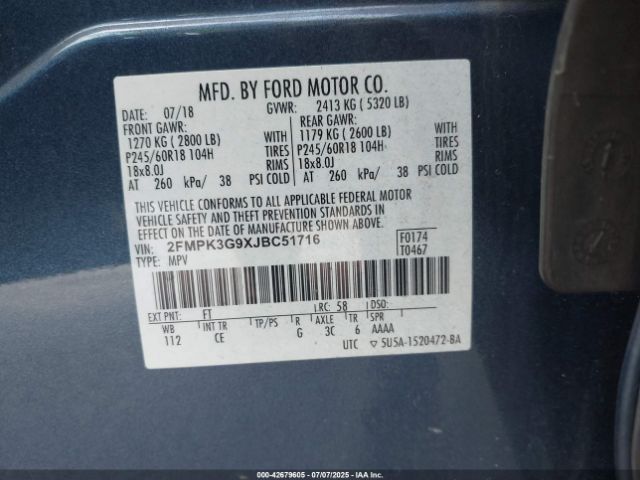 MFD. BY FORD MOTOR CO.
DATE: 07/18 GVWR: 2413 KG ( 5320 LB)
FRONT GAWR: REAR GAWR:
1270 KG ( 2800 LB) WITH 1179 KG ( 2600 LB) WITH
P245/60R18 104H TIRES P245/60R18 104H TIRES
18x8.0J RIMS 18x8.0J RIMS
AT 260 kPa/ 38 PSI COLD AT 260 kPa/ 38 PSI COLD
THIS VEHICLE CONFORMS TO ALL APPLICABLE FEDERAL MOTOR
VEHICLE SAFETY AND THEFT PREVENTION STANDARDS IN
EFFECT ON THE DATE OF MANUFACTURE SHOWN ABOVE.
VIN: 2FMPK3G9XJBC51716 F0174
TYPE: MPV T0467
EXT PNT: FT RC: 58 DSO:
WB INT TR TP/PS R AXLE TR SPR
112 CE G 3C 6 AAAA
UTC ▽ 5U5A-1520472-BA
000-42679605 - 07/07/2025 - IAAI.com